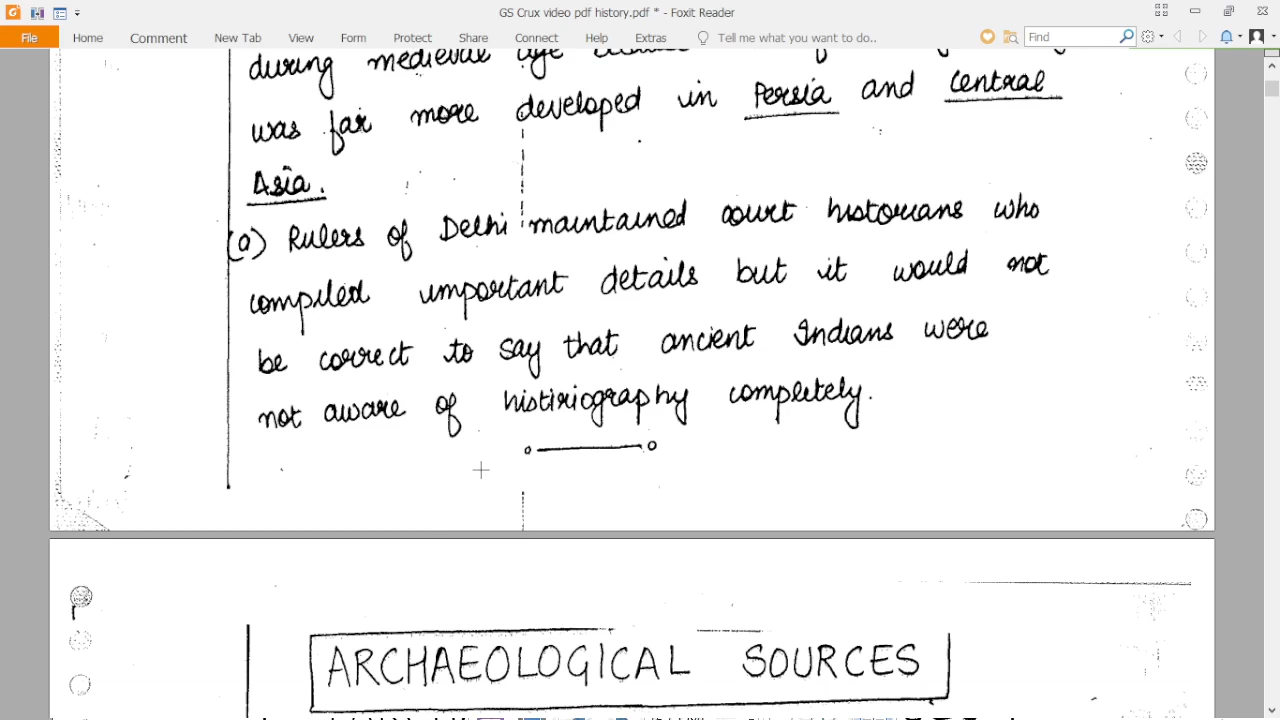 GS Crux video pdf history.pdf * - Foxit Reader
File Home Comment View Form Protect Share Connect Help Extras Tell me what you want to do.. Find
New Tab
during medieval age
was far more developed in Persia and Central
Asia.
(a) Rulers of Delhi maintained court historians who
compiled important details but it would not
be correct to say that ancient Indians were
not aware of histiriography completely.
ARCHAEOLOGICAL SOURCES